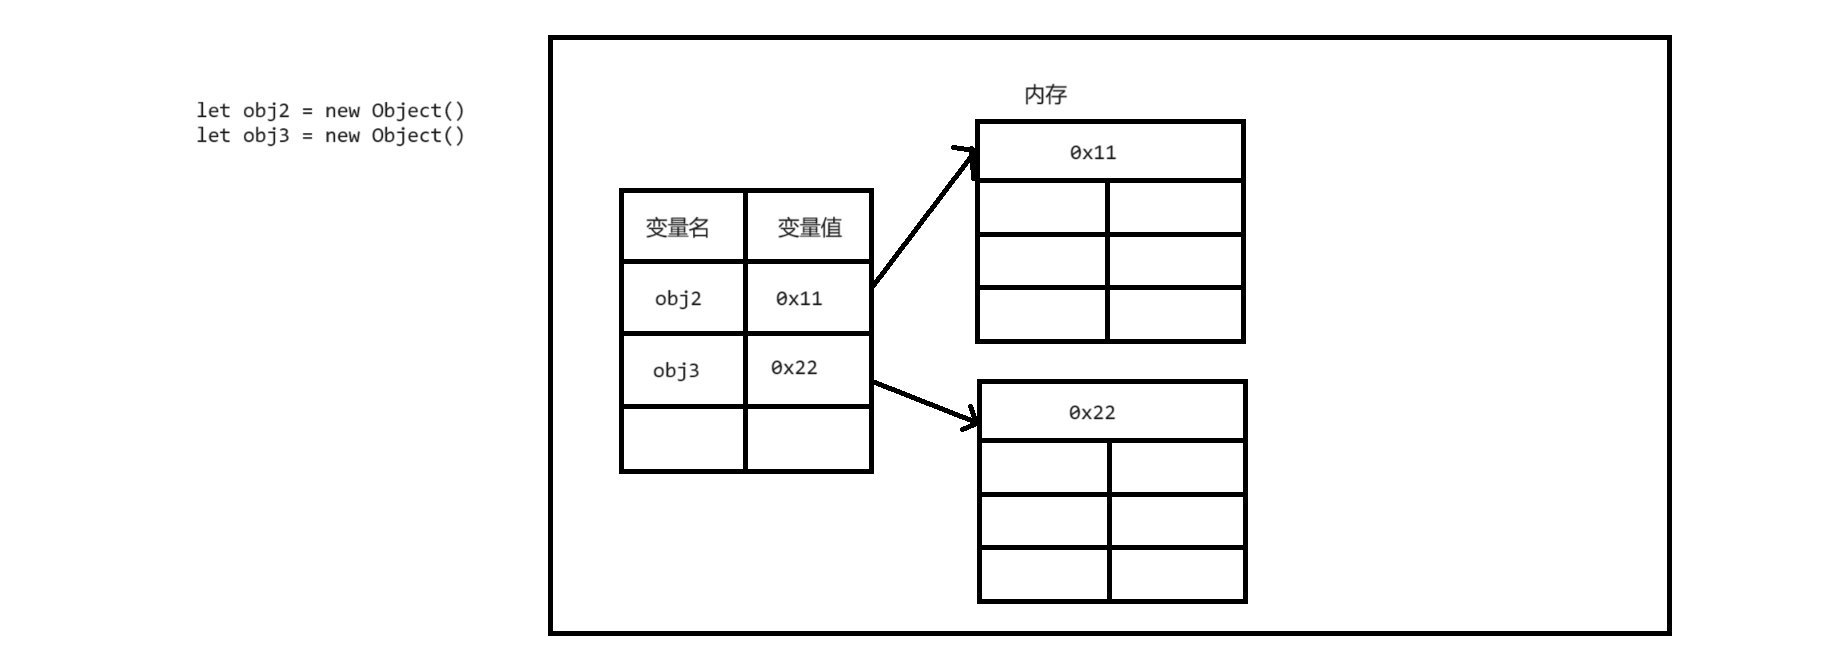 let obj2 = new Object()
let obj3 = new Object()
内存
0x11
变量名 变量值
obj2 0x11
obj3 0x22
0x22